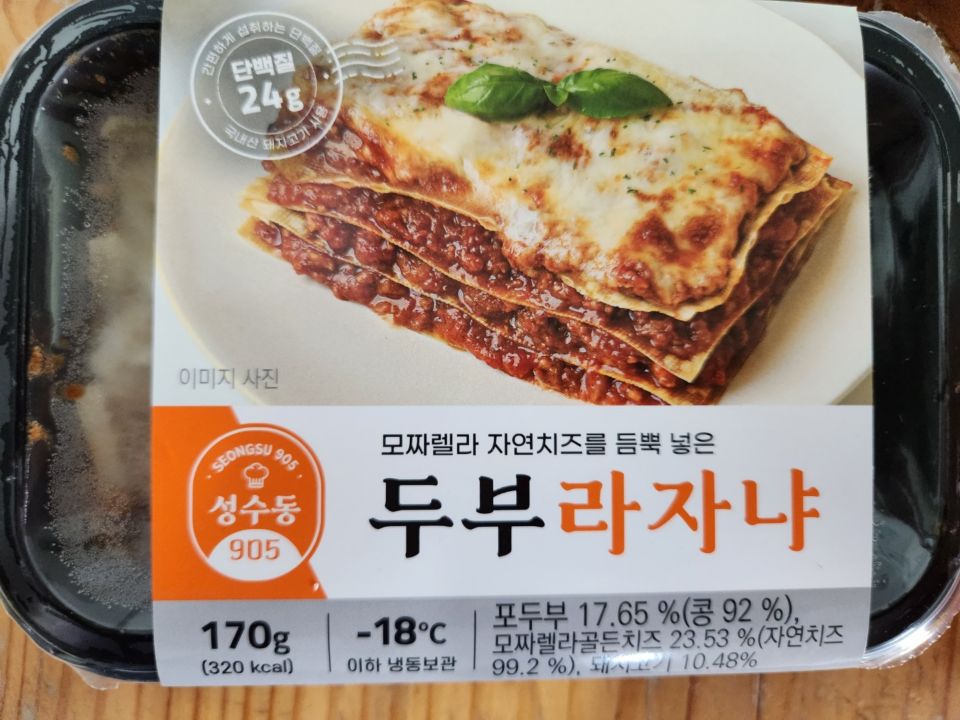 간편하게 섭취하는 단백질
단백질
24g
국내산 돼지고기 사용
이미지 사진
모짜렐라 자연치즈를 듬뿍 넣은
두부라자냐
SEONGSU 905
성수동
905
170g
(320 kcal)
-18°C
이하 냉동보관
포두부 17.65 %(콩 92 %),
모짜렐라골든치즈 23.53 %(자연치즈
99.2 %), 돼지고기 10.48%